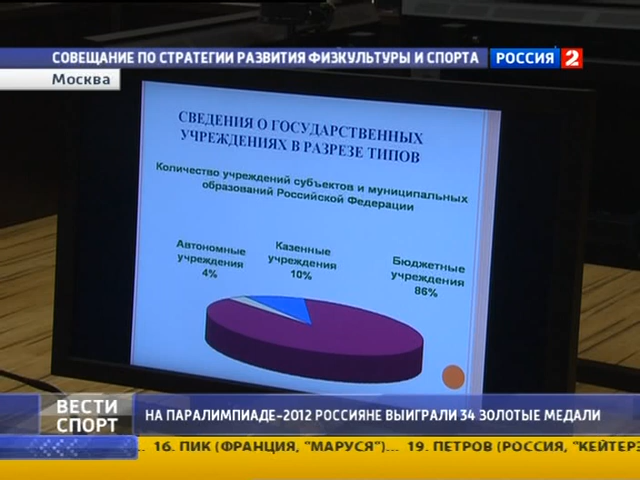 СОВЕЩАНИЕ ПО СТРАТЕГИИ РАЗВИТИЯ ФИЗКУЛЬТУРЫ И СПОРТА
РОССИЯ 2
Москва
СВЕДЕНИЯ О ГОСУДАРСТВЕННЫХ
УЧРЕЖДЕНИЯХ В РАЗРЕЗЕ ТИПОВ
Количество учреждений субъектов и муниципальных
образований Российской Федерации
Автономные
учреждения
4%
Казенные
учреждения
10%
Бюджетные
учреждения
86%
ВЕСТИ
СПОРТ
НА ПАРАЛИМПИАДЕ-2012 РОССИЯНЕ ВЫИГРАЛИ 34 ЗОЛОТЫЕ МЕДАЛИ
... 16. ПИК (ФРАНЦИЯ, "МАРУСЯ")... 19. ПЕТРОВ (РОССИЯ, "КЕЙТЕРЭ